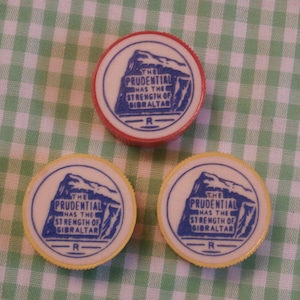 THE
PRUDENTIAL
HAS THE
STRENGTH OF
GIBRALTAR
R
THE
PRUDENTIAL
HAS THE
STRENGTH OF
GIBRALTAR
R
THE
PRUDENTIAL
HAS THE
STRENGTH OF
GIBRALTAR
R